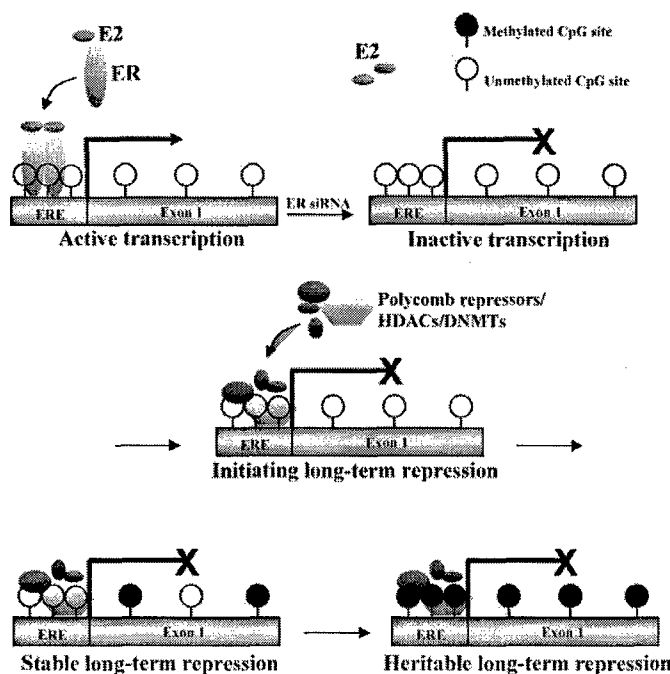 E2
ER
E2
Methylated CpG site
Unmethylated CpG site
ERE
Exon 1
Active transcription
ER siRNA
ERE
Exon 1
Inactive transcription
Polycomb repressors/
HDACs/DNMTs
ERE
Exon 1
Initiating long-term repression
ERE
Exon 1
Stable long-term repression
ERE
Exon 1
Heritable long-term repression